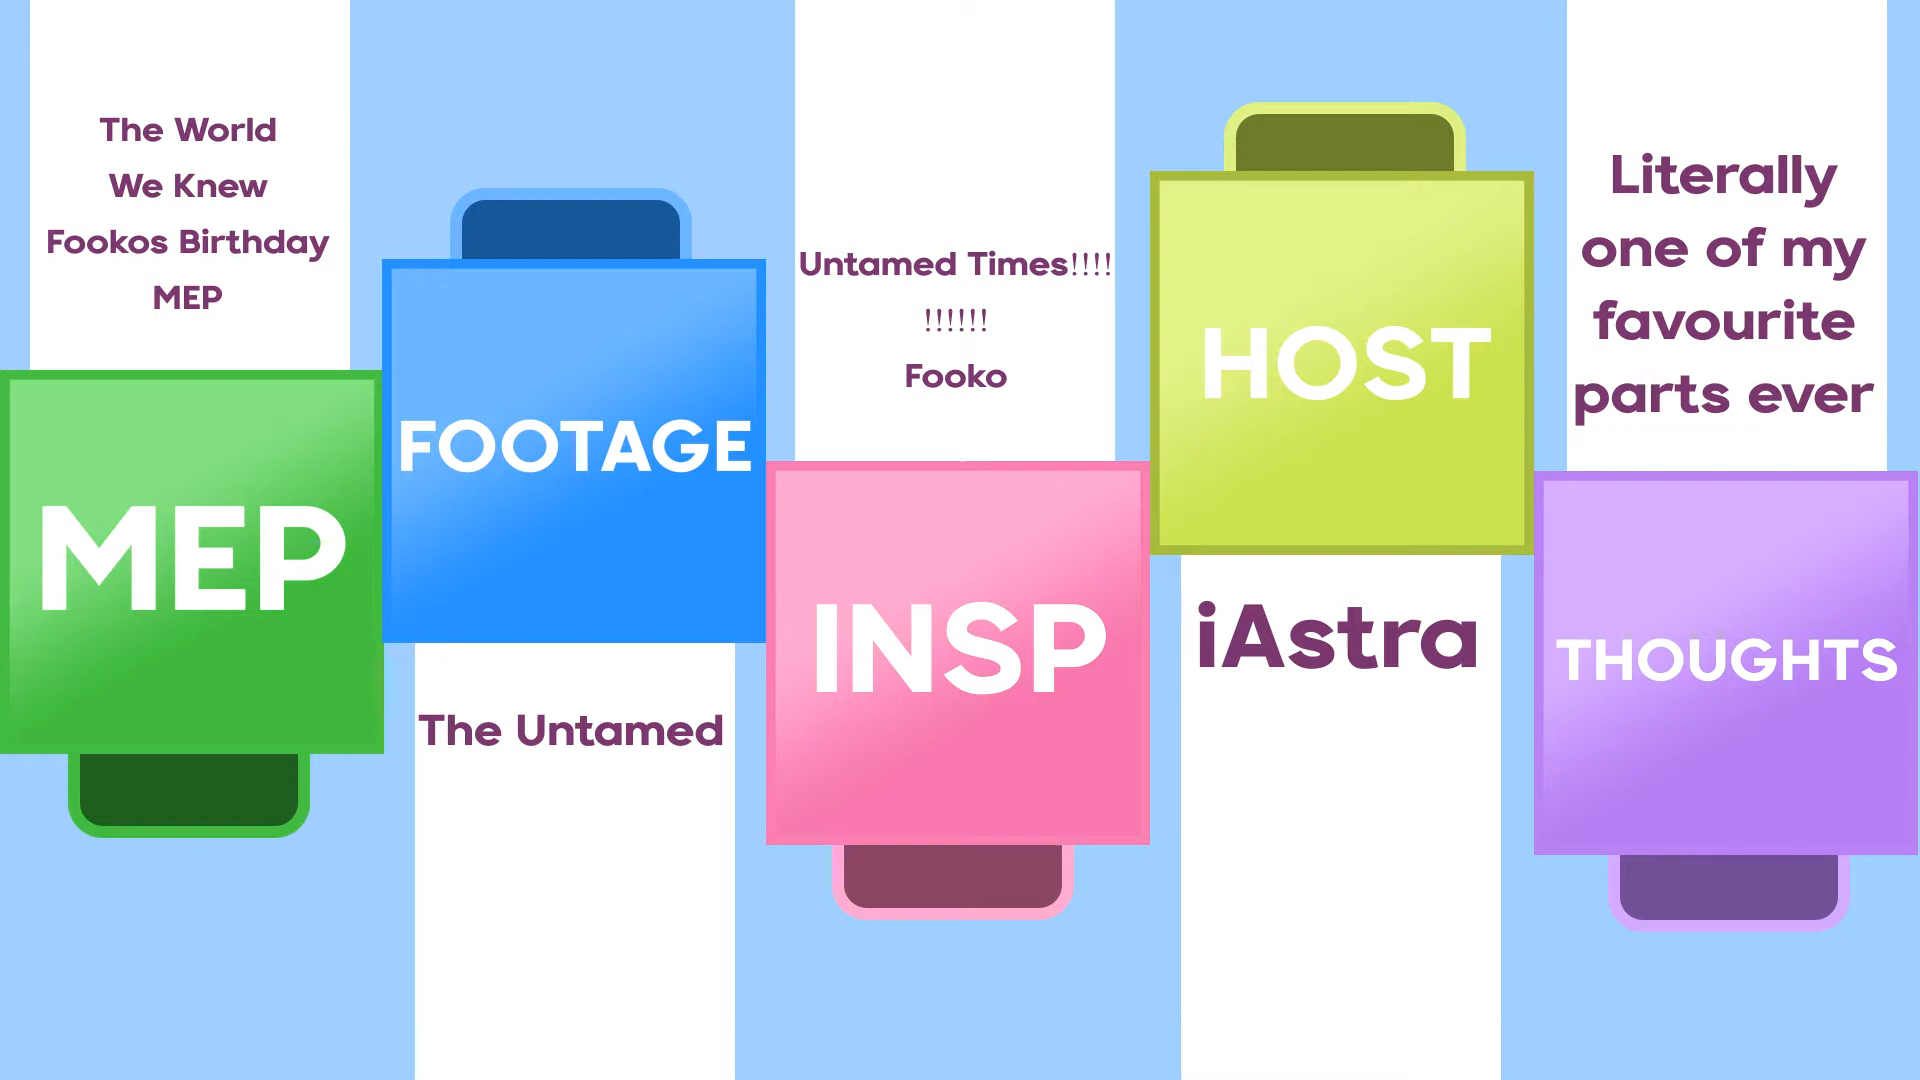 The World
We Knew
Fookos Birthday
MEP
MEP
FOOTAGE
The Untamed
Untamed Times!!!!
!!!!!!
Fooko
INSP
HOST
iAstra
Literally
one of my
favourite
parts ever
THOUGHTS